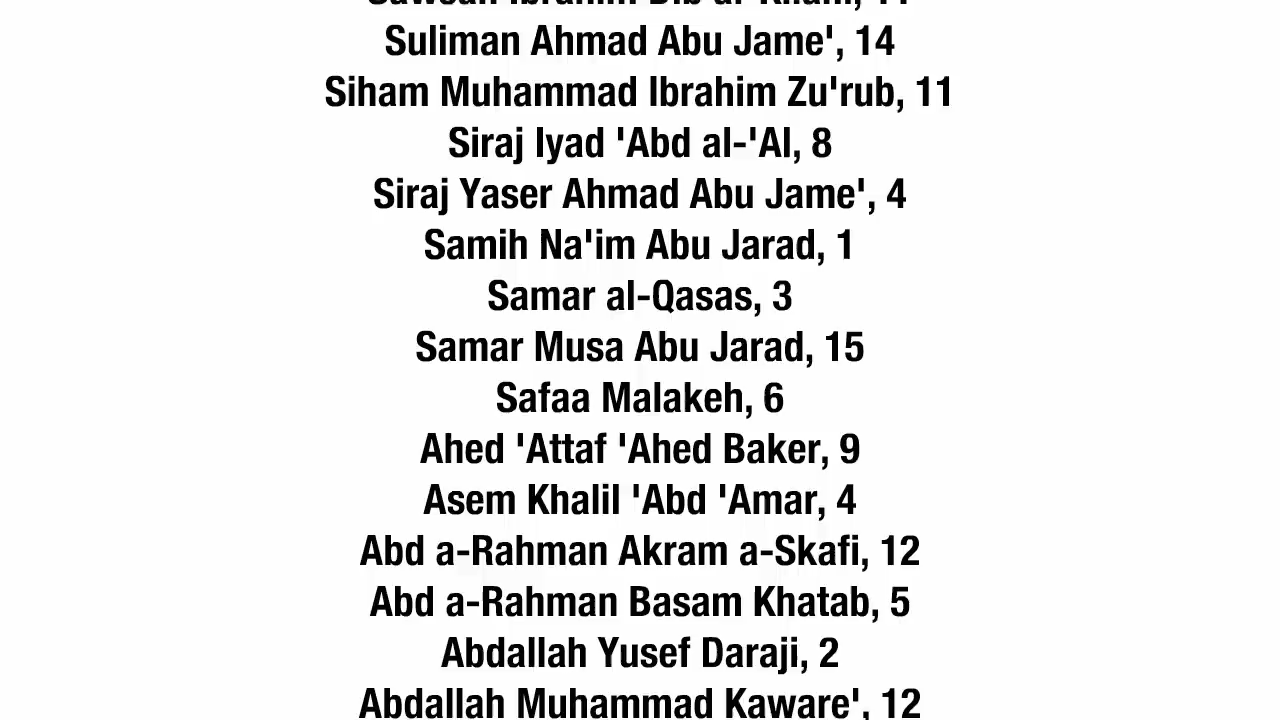 Suliman Ahmad Abu Jame', 14
Siham Muhammad Ibrahim Zu'rub, 11
Siraj Iyad 'Abd al-'Al, 8
Siraj Yaser Ahmad Abu Jame', 4
Samih Na'im Abu Jarad, 1
Samar al-Qasas, 3
Samar Musa Abu Jarad, 15
Safaa Malakeh, 6
Ahed 'Attaf 'Ahed Baker, 9
Asem Khalil 'Abd 'Amar, 4
Abd a-Rahman Akram a-Skafi, 12
Abd a-Rahman Basam Khatab, 5
Abdallah Yusef Daraji, 2
Abdallah Muhammad Kaware', 12